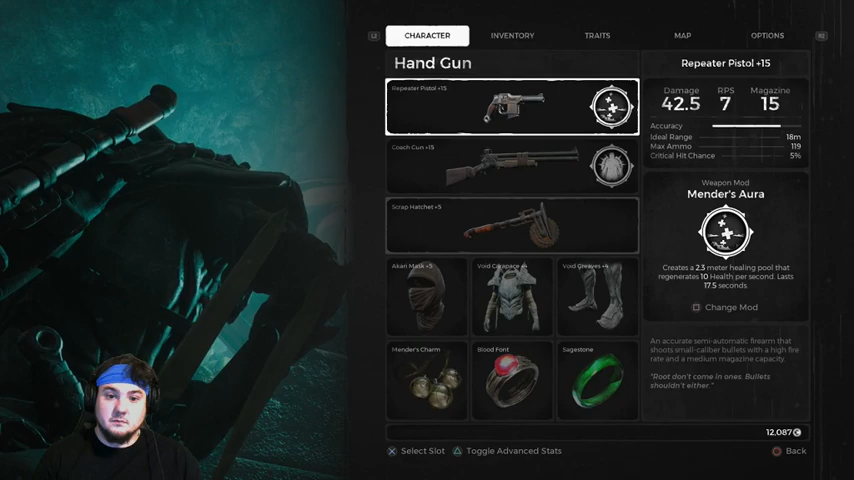 L2
CHARACTER
INVENTORY
TRAITS
MAP
OPTIONS
R2
Hand Gun
Repeater Pistol +15
Repeater Pistol +15
Damage
RPS
Magazine
42.5
7
15
Accuracy
Ideal Range
18m
Max Ammo
119
Critical Hit Chance
5%
Coach Gun +15
Scrap Hatchet +5
Weapon Mod
Mender's Aura
Creates a 2.3 meter healing pool that
regenerates 10 Health per second. Lasts
17.5 seconds.
Change Mod
Akari Mask +5
Void Carapace +4
Void Greaves +4
Mender's Charm
Blood Font
Sagestone
An accurate semi-automatic firearm that
shoots small-caliber bullets with a high fire
rate and a medium magazine capacity.
"Root don't come in ones. Bullets
shouldn't either."
12,087
Select Slot
Toggle Advanced Stats
Back